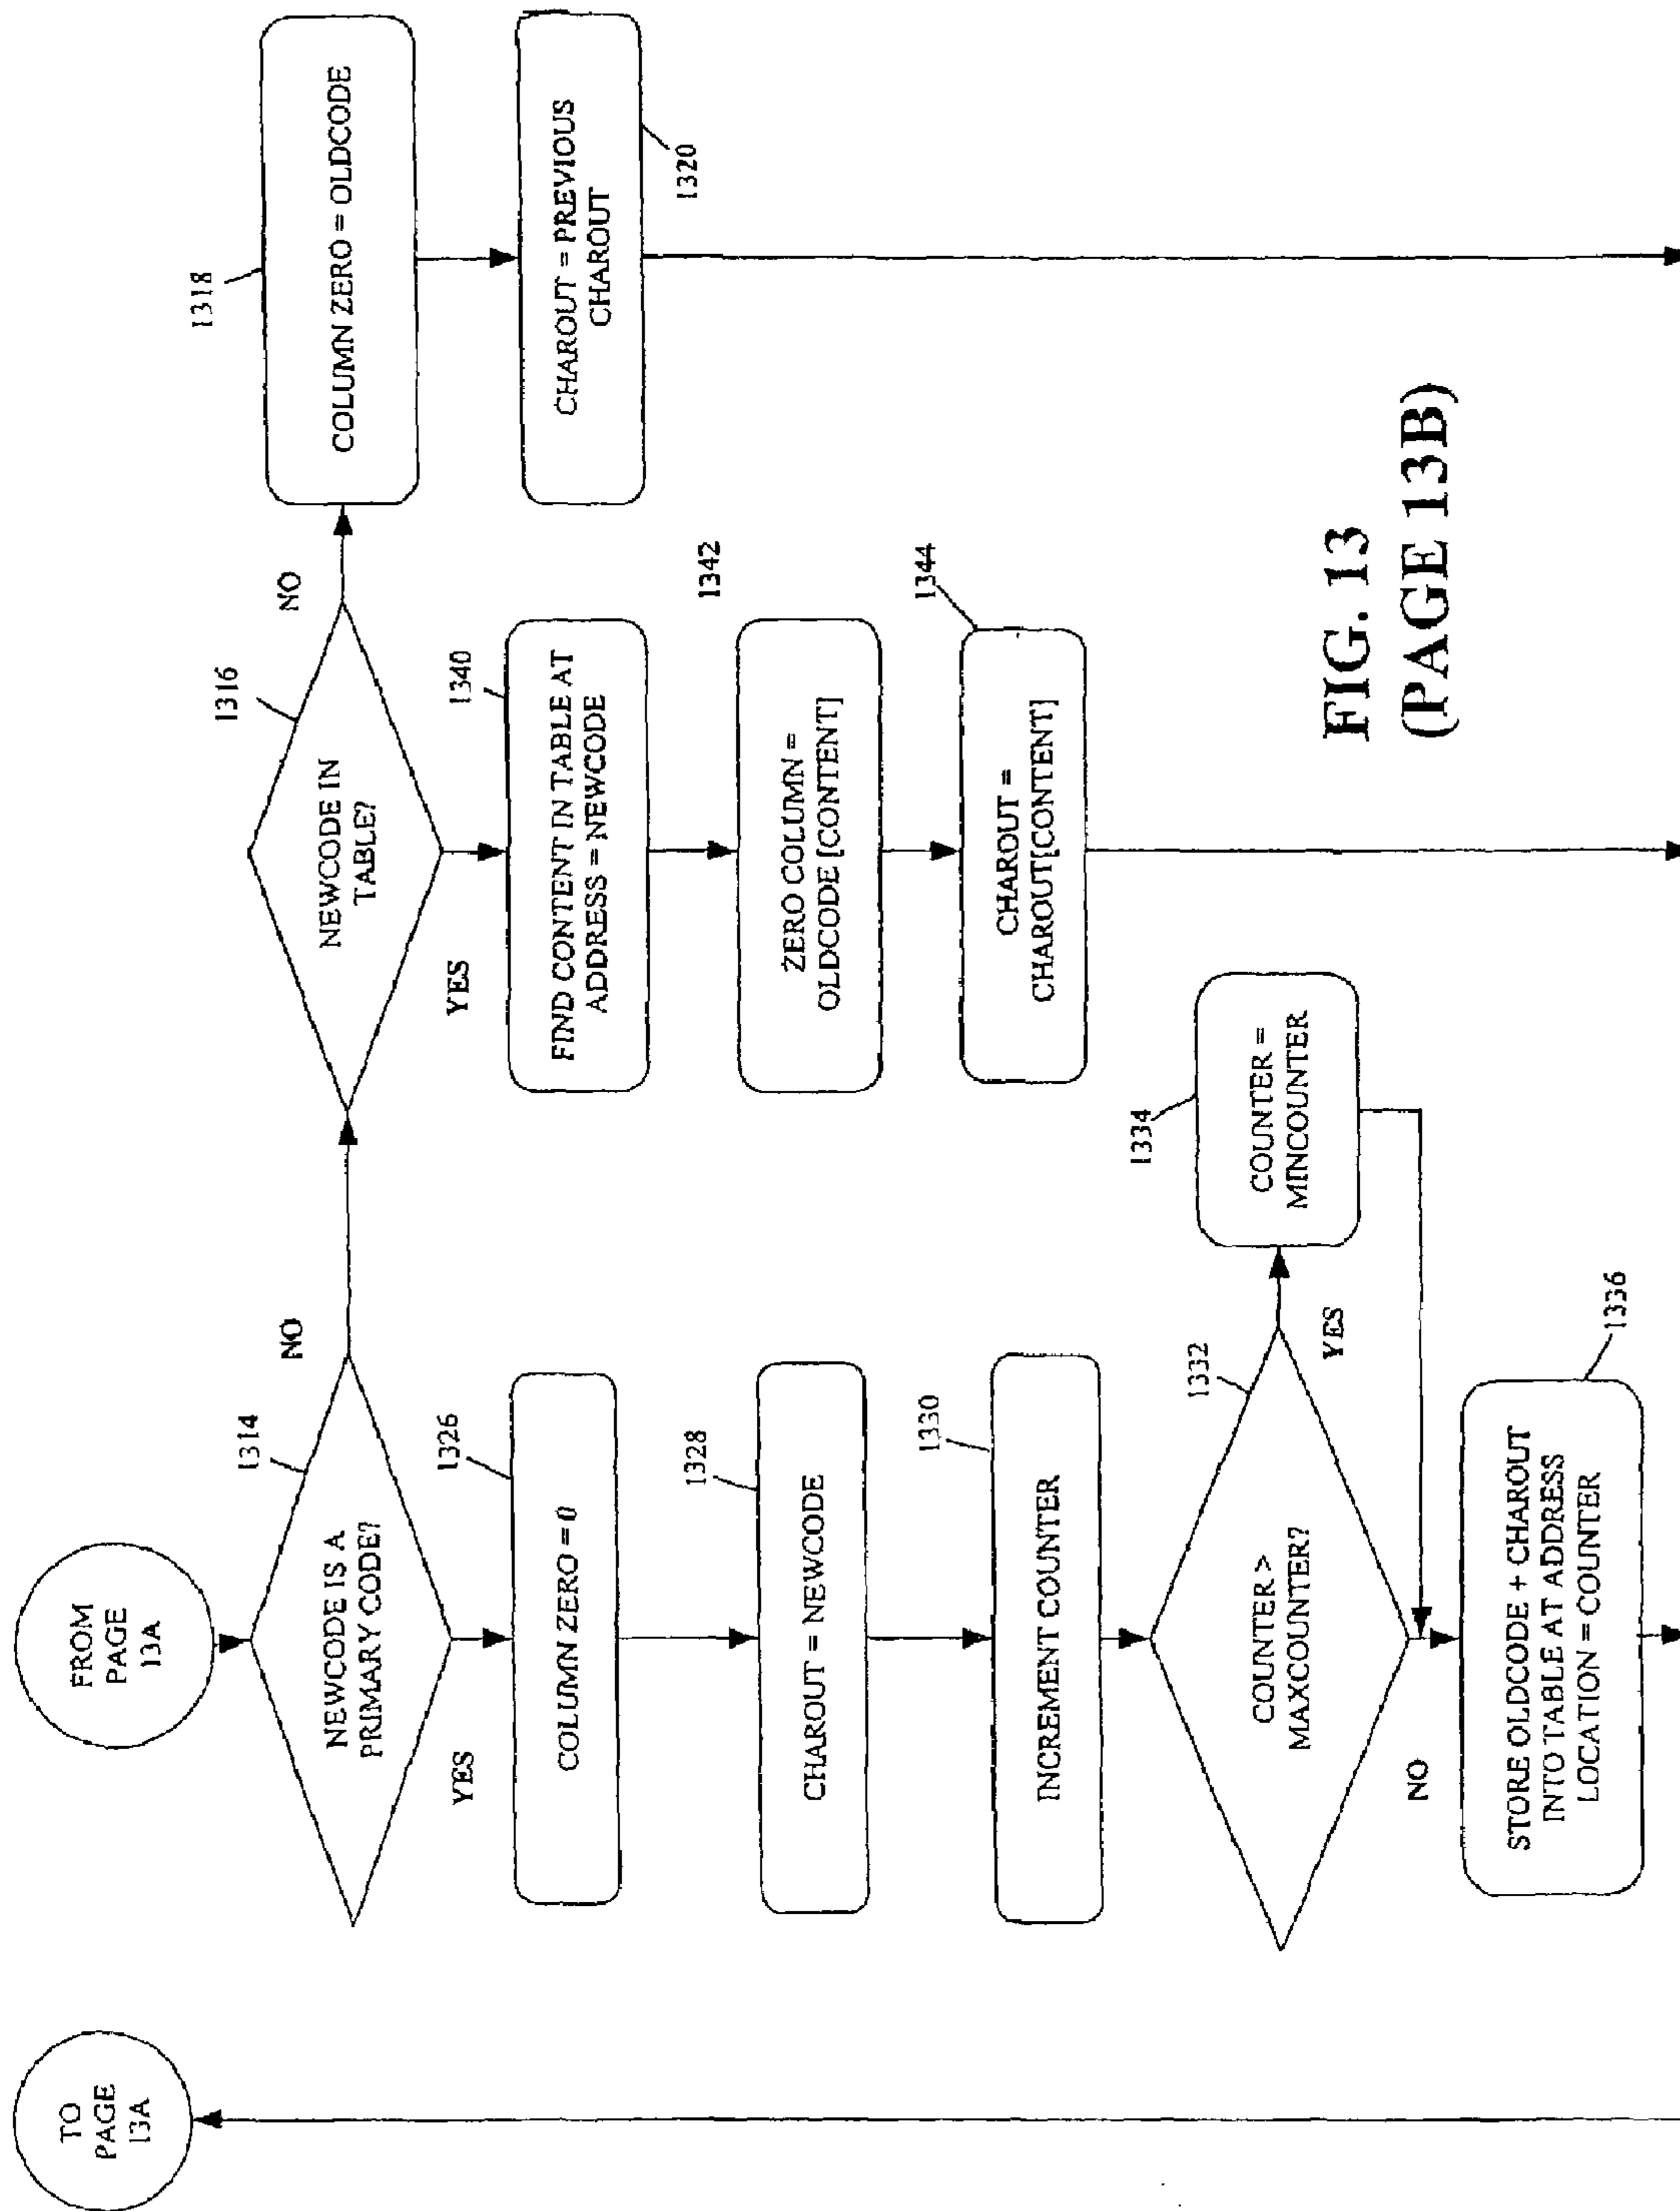 TO
PAGE
13A
FROM
PAGE
13A
1314
NEWCODE IS A
PRIMARY CODE?
NO
YES
1326
COLUMN ZERO = 0
1328
CHAROUT = NEWCODE
1330
INCREMENT COUNTER
1332
COUNTER >
MAXCOUNTER?
YES
NO
1334
COUNTER =
MINCOUNTER
1336
STORE OLDCODE + CHAROUT
INTO TABLE AT ADDRESS
LOCATION = COUNTER
1316
NEWCODE IN
TABLE?
NO
YES
1340
FIND CONTENT IN TABLE AT
ADDRESS = NEWCODE
1342
ZERO COLUMN =
OLDCODE [CONTENT]
1344
CHAROUT =
CHAROUT[CONTENT]
1318
COLUMN ZERO = OLDCODE
CHAROUT = PREVIOUS
CHAROUT
1320
FIG. 13
(PAGE 13B)